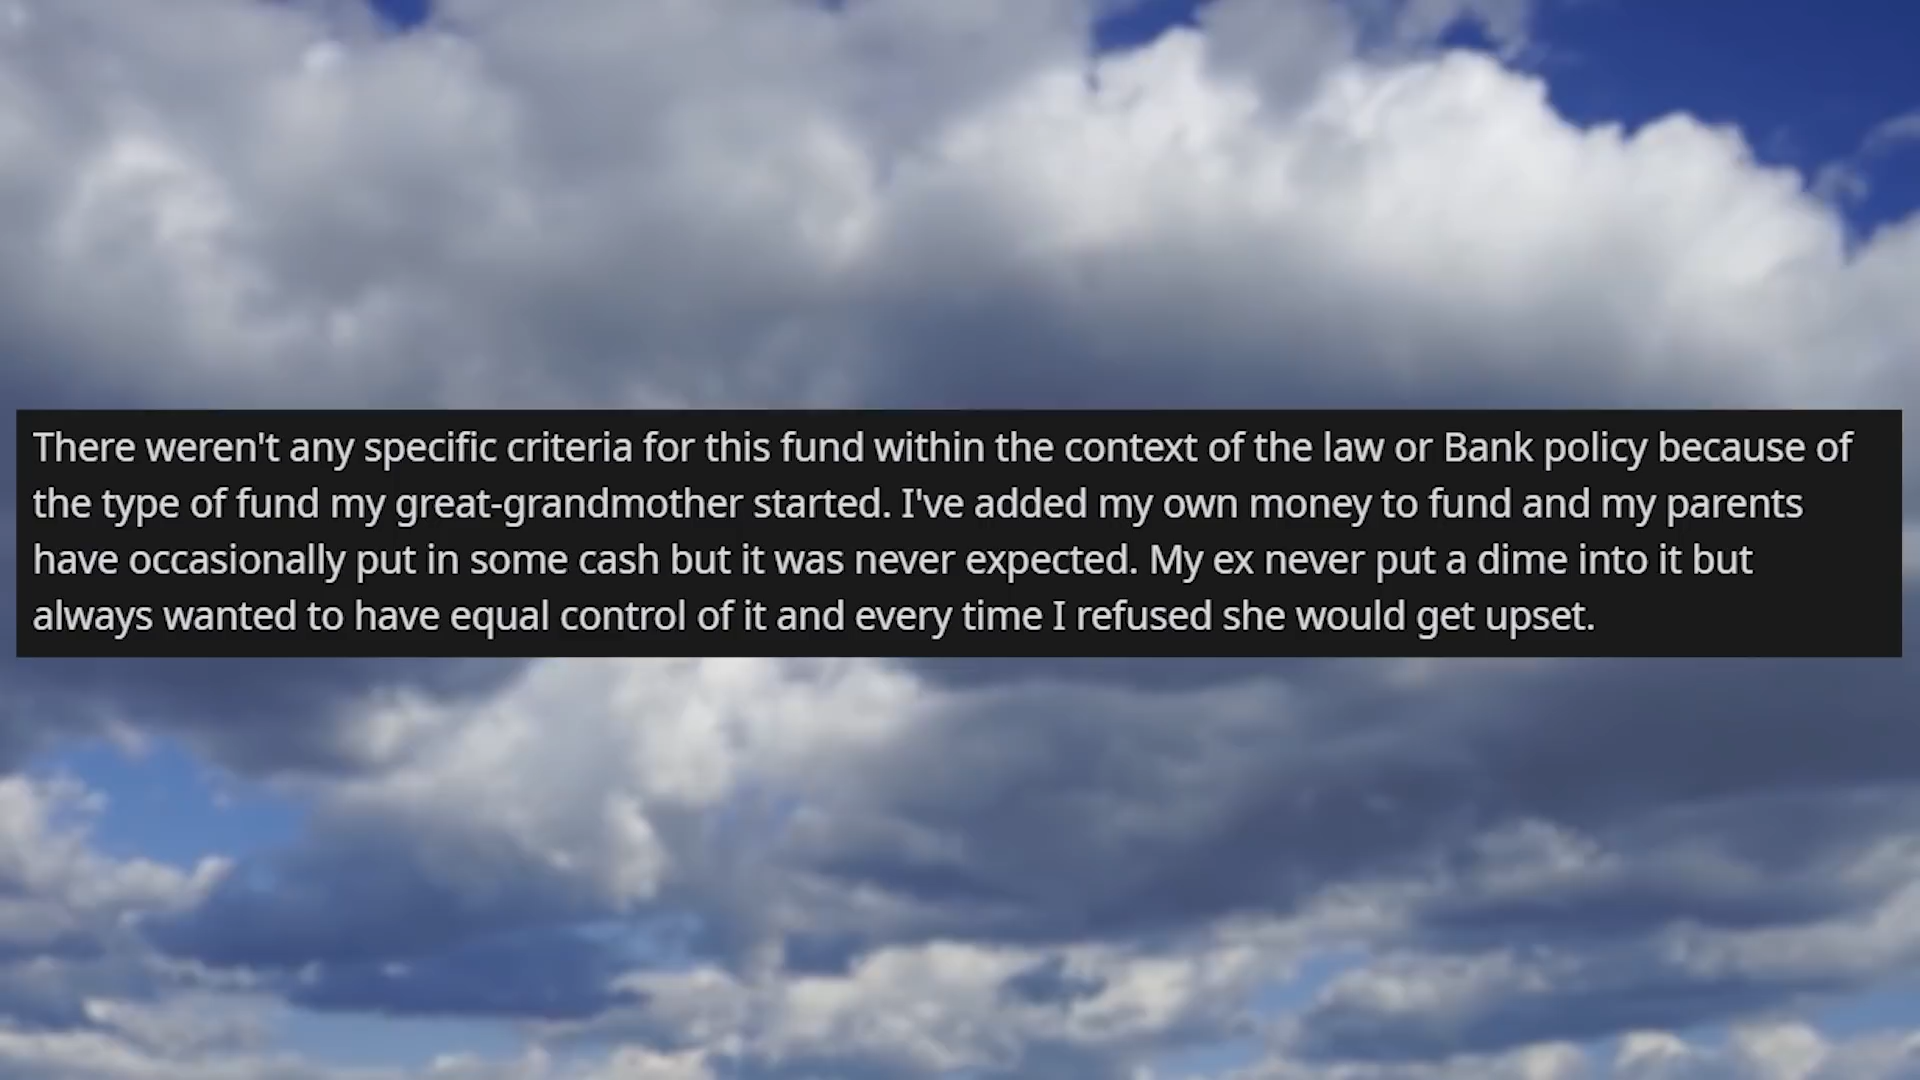 There weren't any specific criteria for this fund within the context of the law or Bank policy because of
the type of fund my great-grandmother started. I've added my own money to fund and my parents
have occasionally put in some cash but it was never expected. My ex never put a dime into it but
always wanted to have equal control of it and every time I refused she would get upset.